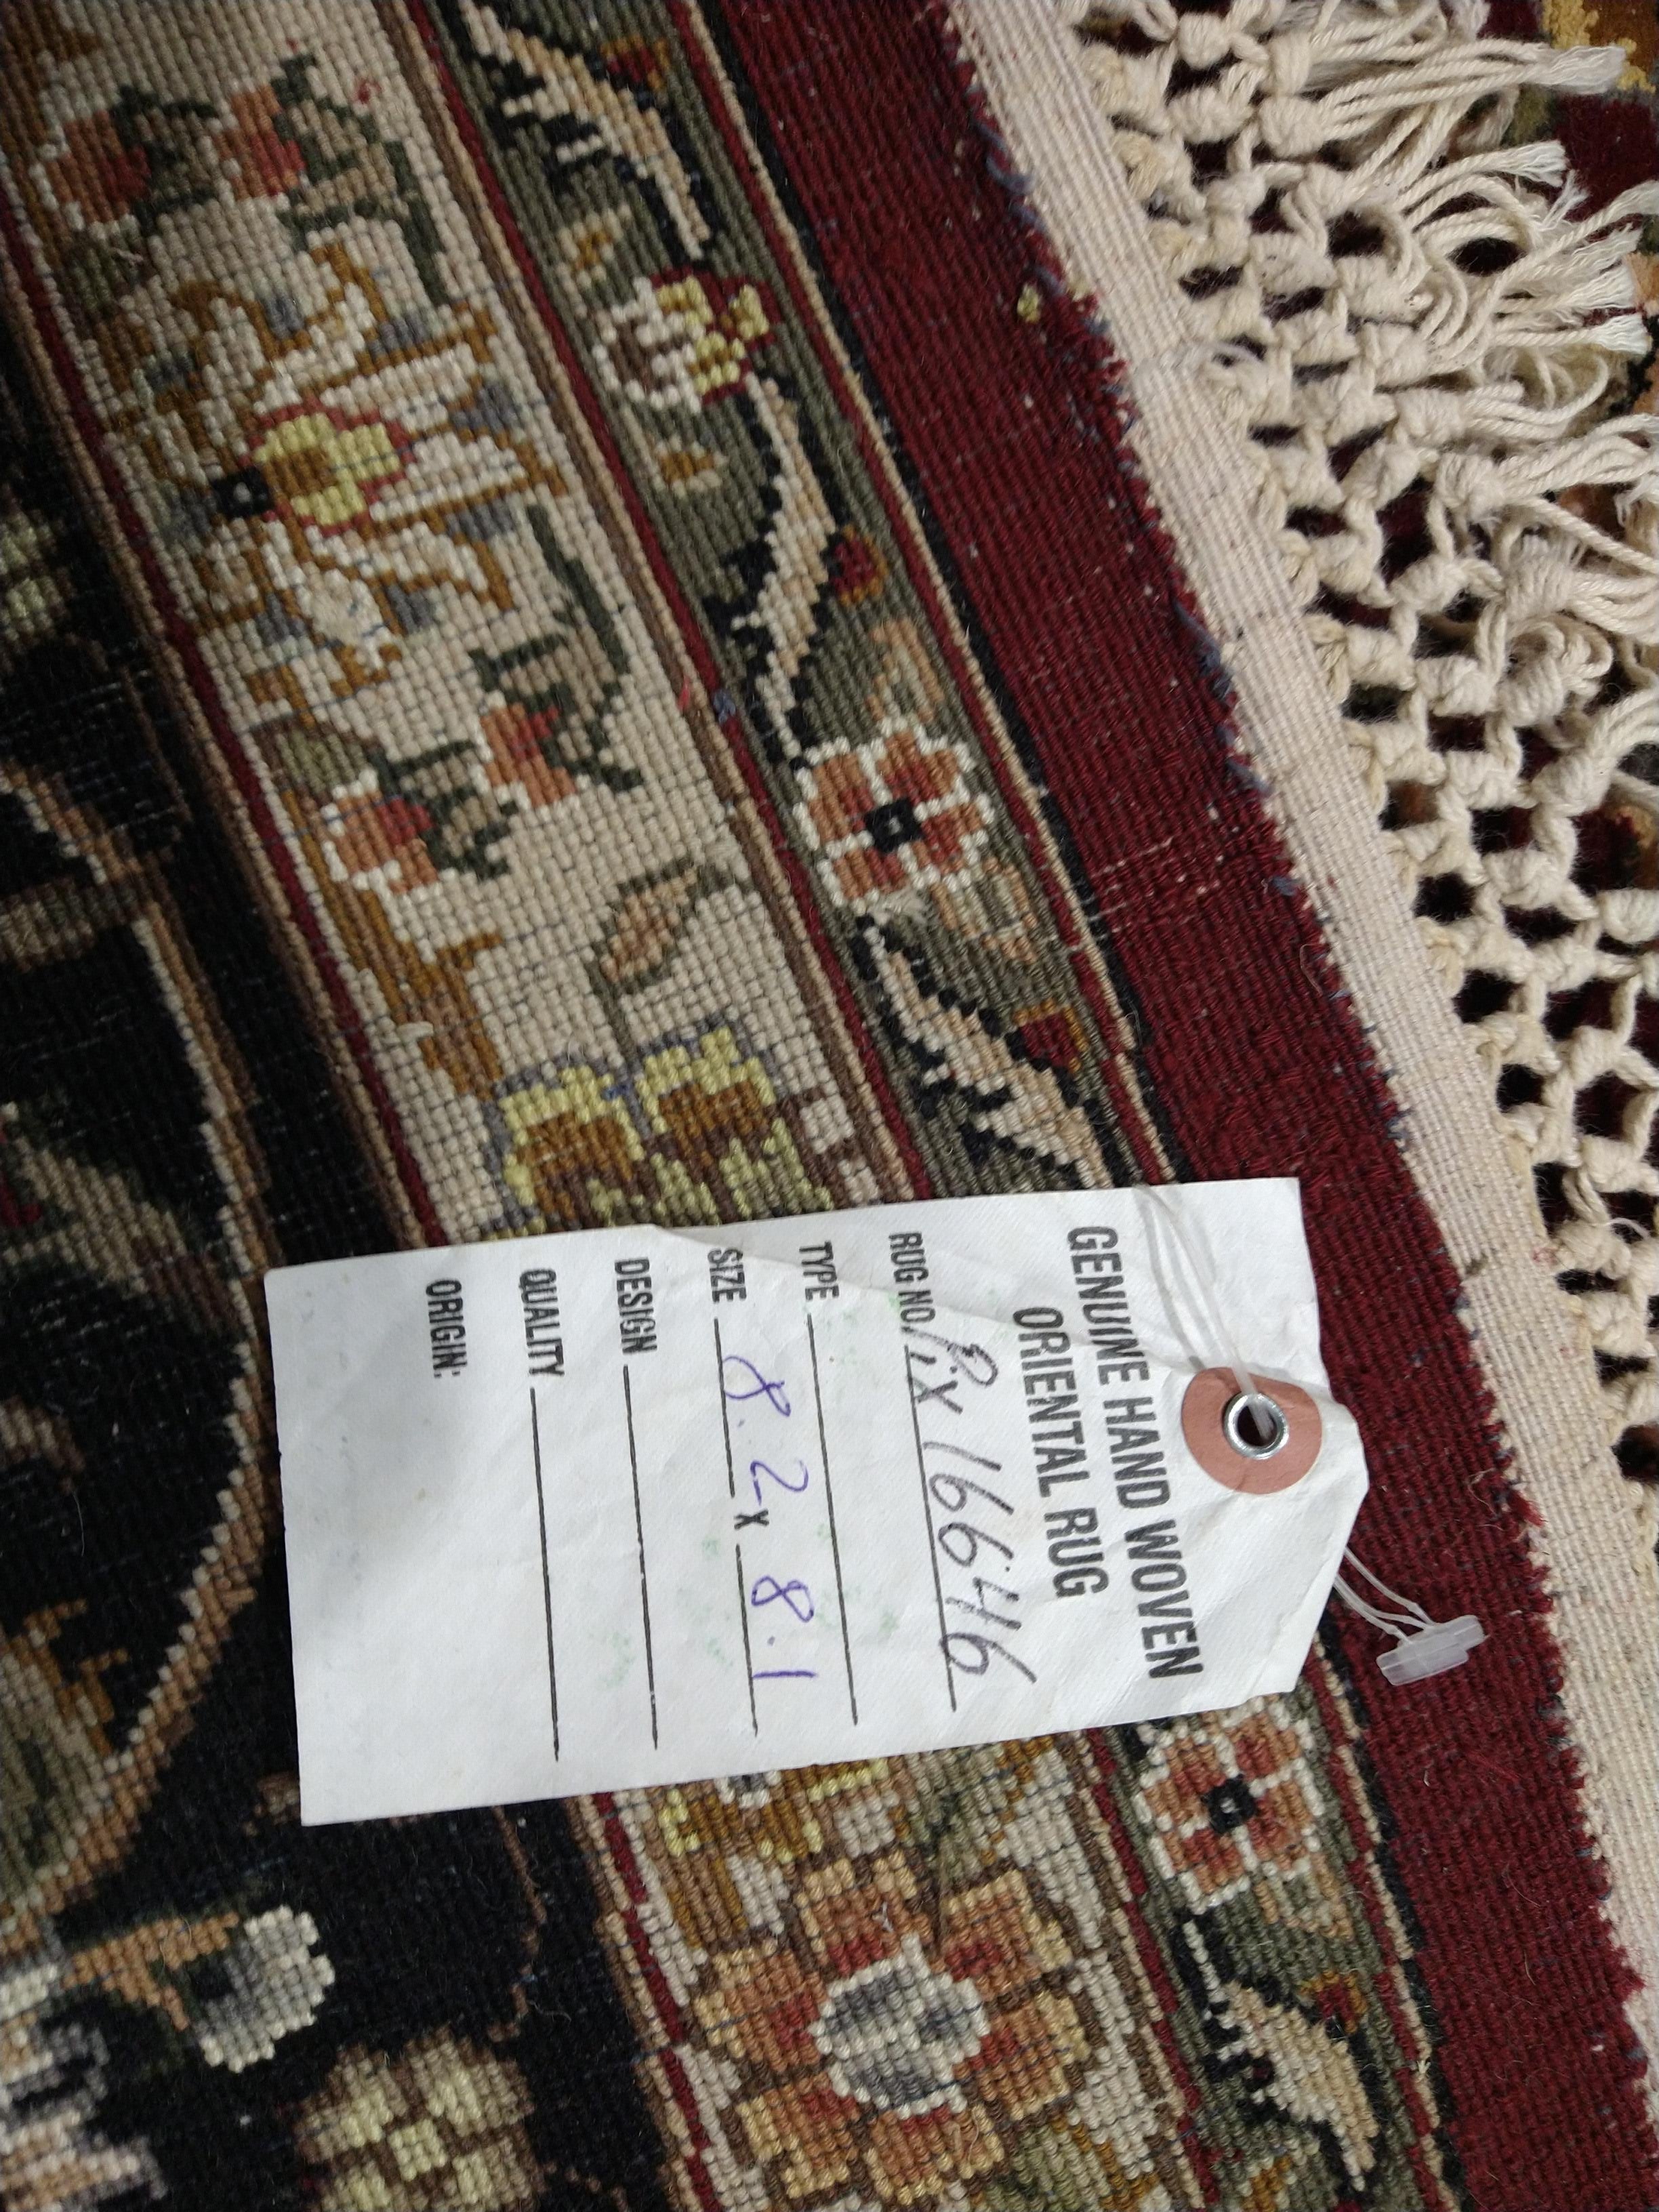 GENUINE HAND WOVEN
ORIENTAL RUG
RUG NO. Rix 16646
TYPE
SIZE 8.2 x 8.1
DESIGN
QUALITY
ORIGIN: